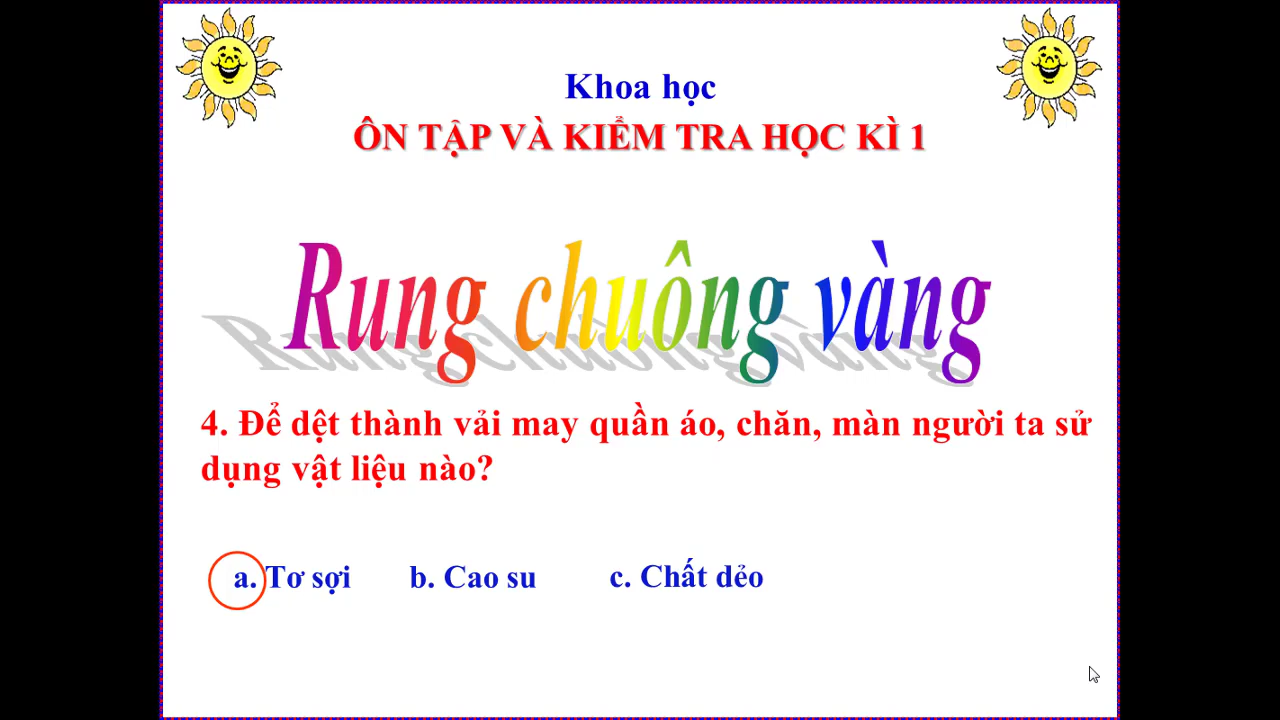 Khoa học
ÔN TẬP VÀ KIỂM TRA HỌC KÌ 1
Rung chuông vàng
4. Để dệt thành vải may quần áo, chăn, màn người ta sử
dụng vật liệu nào?
a. Tơ sợi b. Cao su c. Chất dẻo